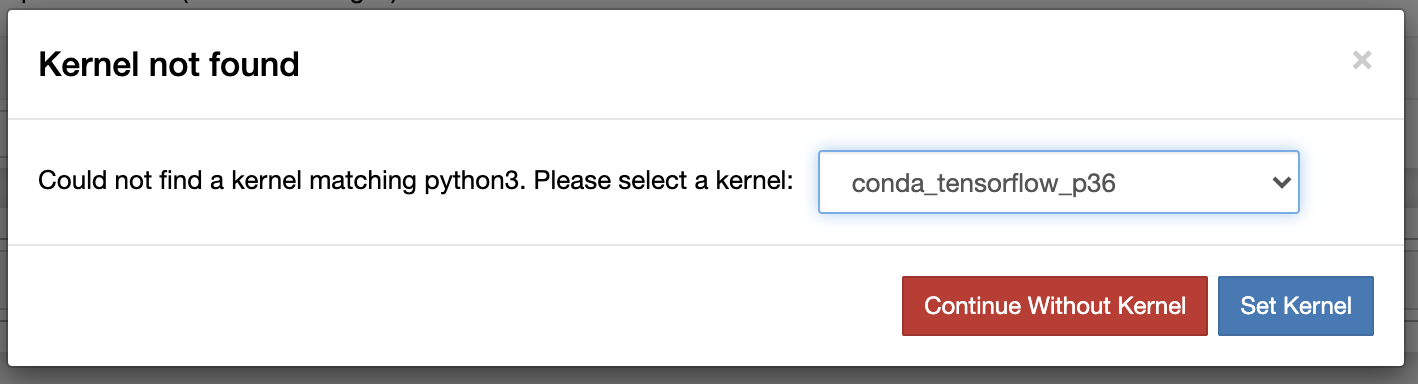 Kernel not found
×
Could not find a kernel matching python3. Please select a kernel:
conda_tensorflow_p36
Continue Without Kernel
Set Kernel